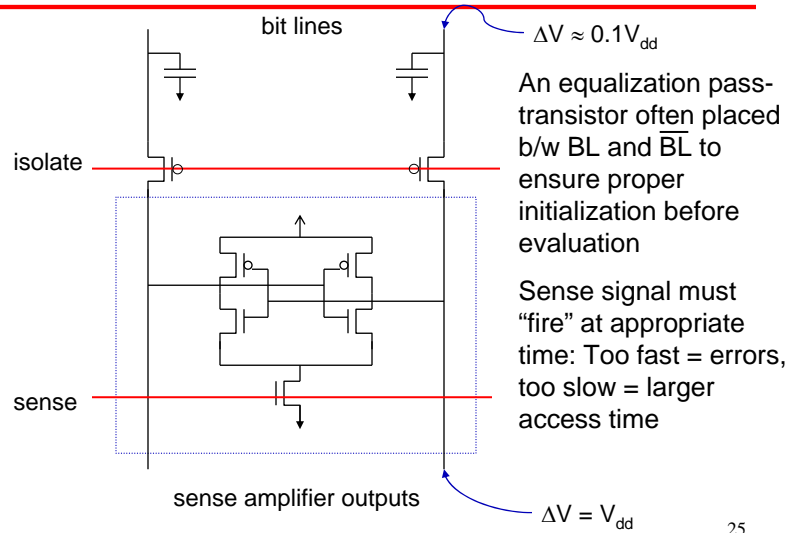 bit lines
ΔV ≈ 0.1V_dd
An equalization pass-
transistor often placed
b/w BL and B̅L̅ to
ensure proper
initialization before
evaluation
isolate
Sense signal must
“fire” at appropriate
time: Too fast = errors,
too slow = larger
access time
sense
sense amplifier outputs
ΔV = V_dd
25